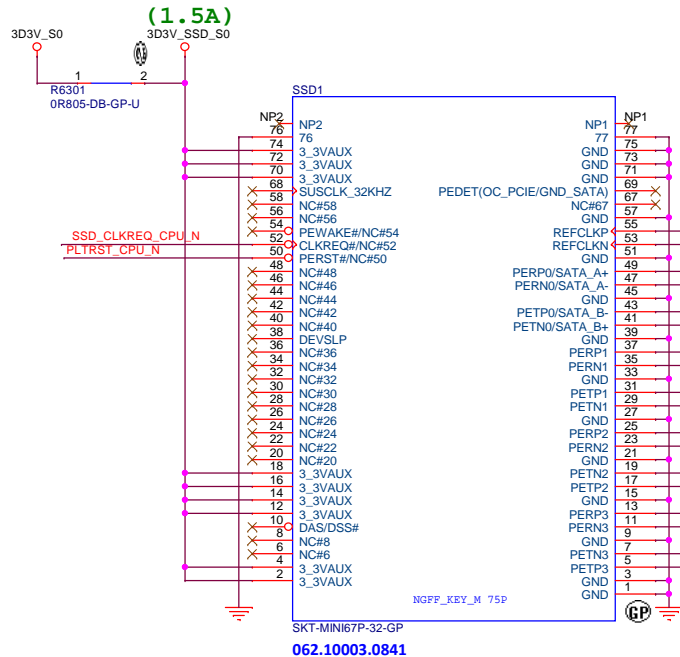 (1.5A)
3D3V_S0
3D3V_SSD_S0
1
2
R6301
0R805-DB-GP-U
SSD1
NP2 NP2 NP1 NP1
76 76 77 77
74 3_3VAUX GND 75
72 3_3VAUX GND 73
70 3_3VAUX GND 71
68 SUSCLK_32KHZ PEDET(OC_PCIE/GND_SATA) 69
58 NC#58 NC#67 67
56 NC#56 GND 57
54 PEWAKE#/NC#54 REFCLKP 55
SSD_CLKREQ_CPU_N 52 CLKREQ#/NC#52 REFCLKN 53
PLTRST_CPU_N 50 PERST#/NC#50 GND 51
48 NC#48 PERP0/SATA_A+ 49
46 NC#46 PERN0/SATA_A- 47
44 NC#44 GND 45
42 NC#42 PETP0/SATA_B- 43
40 NC#40 PETN0/SATA_B+ 41
38 DEVSLP GND 39
36 NC#36 PERP1 37
34 NC#34 PERN1 35
32 NC#32 GND 33
30 NC#30 PETP1 31
28 NC#28 PETN1 29
26 NC#26 GND 27
24 NC#24 PERP2 25
22 NC#22 PERN2 23
20 NC#20 GND 21
18 3_3VAUX PETN2 19
16 3_3VAUX PETP2 17
14 3_3VAUX GND 15
12 3_3VAUX PERP3 13
10 DAS/DSS# PERN3 11
8 NC#8 GND 9
6 NC#6 PETN3 7
4 3_3VAUX PETP3 5
2 3_3VAUX GND 3
GND 1
NGFF_KEY_M 75P
GP
SKT-MINI67P-32-GP
062.10003.0841